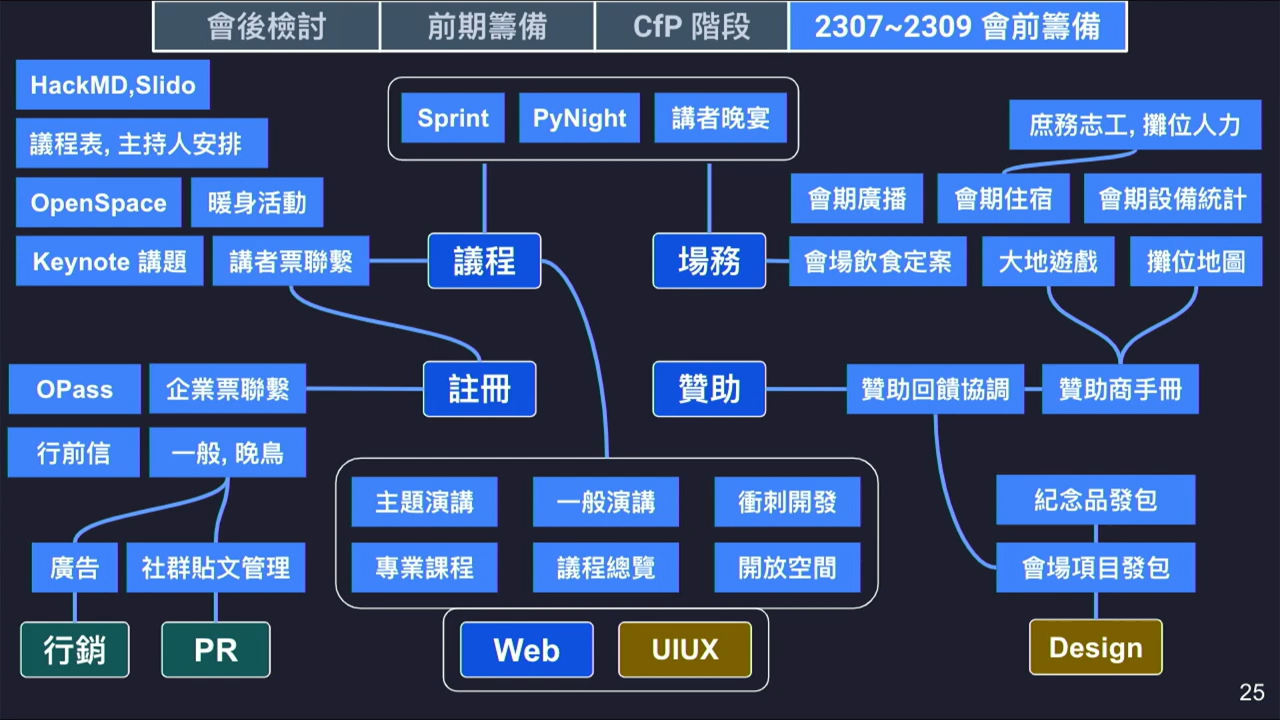 會後檢討
前期籌備
CfP 階段
2307~2309 會前籌備
HackMD,Slido
議程表, 主持人安排
OpenSpace
暖身活動
Keynote 講題
講者票聯繫
Sprint
PyNight
講者晚宴
議程
場務
庶務志工, 攤位人力
會期廣播
會期住宿
會期設備統計
會場飲食定案
大地遊戲
攤位地圖
OPass
企業票聯繫
註冊
贊助
贊助回饋協調
贊助商手冊
行前信
一般, 晚鳥
主題演講
一般演講
衝刺開發
專業課程
議程總覽
開放空間
紀念品發包
會場項目發包
廣告
社群貼文管理
行銷
PR
Web
UIUX
Design
25